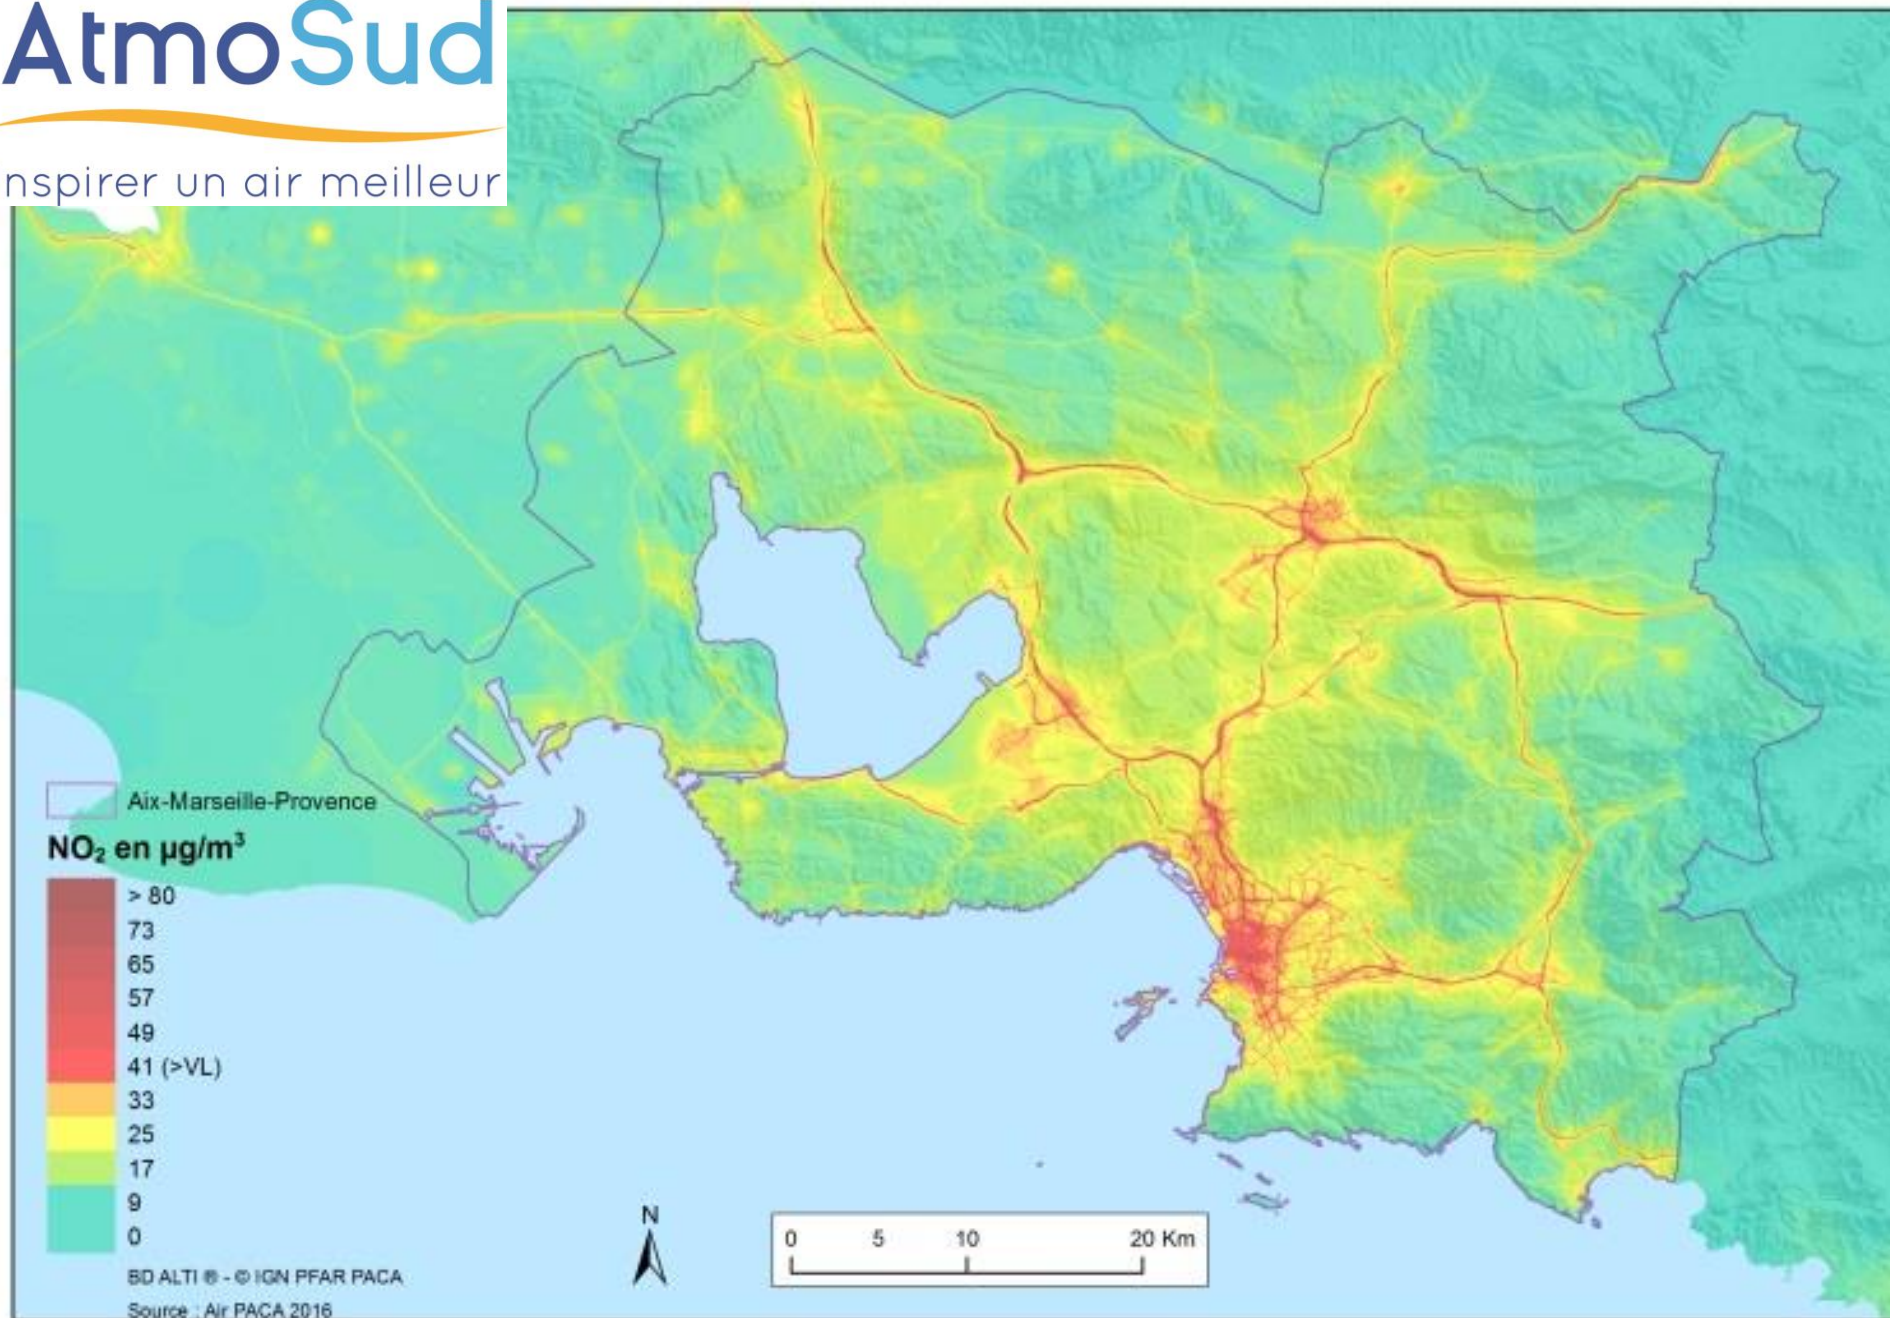 AtmoSud
nspirer un air meilleur
Aix-Marseille-Provence
NO₂ en µg/m³
> 80
73
65
57
49
41 (>VL)
33
25
17
9
0
BD ALTI ® - © IGN PFAR PACA
Source : Air PACA 2016
N
0 5 10 20 Km